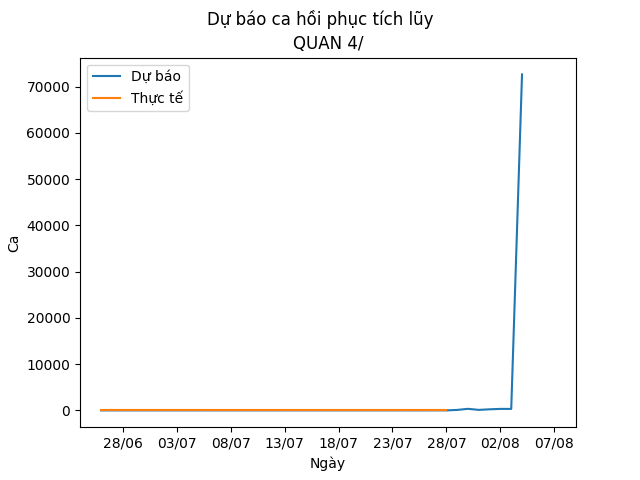 Dự báo ca hồi phục tích lũy
QUAN 4/
Dự báo
Thực tế
70000
60000
50000
40000
30000
20000
10000
0
Ca
28/06 03/07 08/07 13/07 18/07 23/07 28/07 02/08 07/08
Ngày